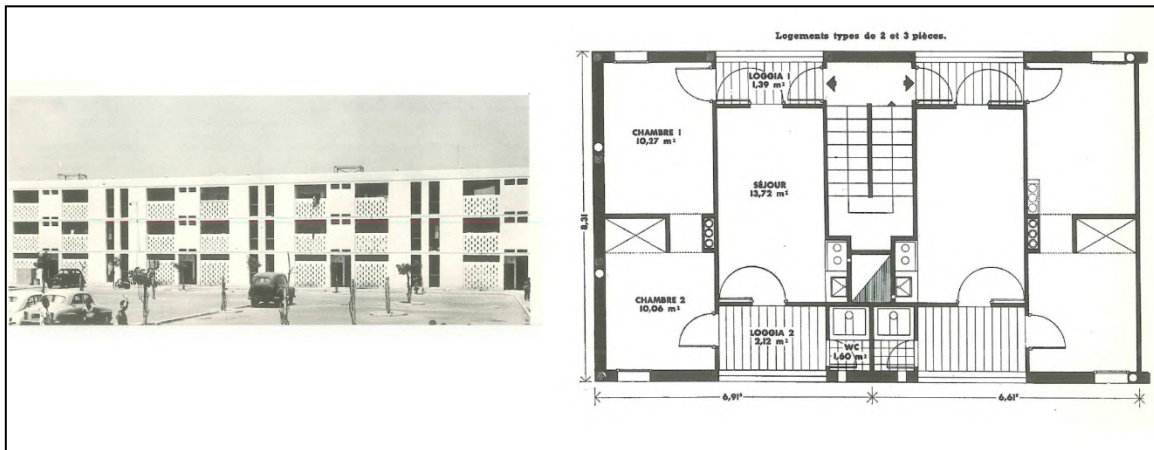 Logements types de 2 et 3 pièces.
LOGGIA 1
1,39 m²
CHAMBRE 1
10,27 m²
SÉJOUR
13,72 m²
8,31
CHAMBRE 2
10,06 m²
LOGGIA 2
2,12 m²
WC
1,60 m²
6,91⁵
6,61⁵